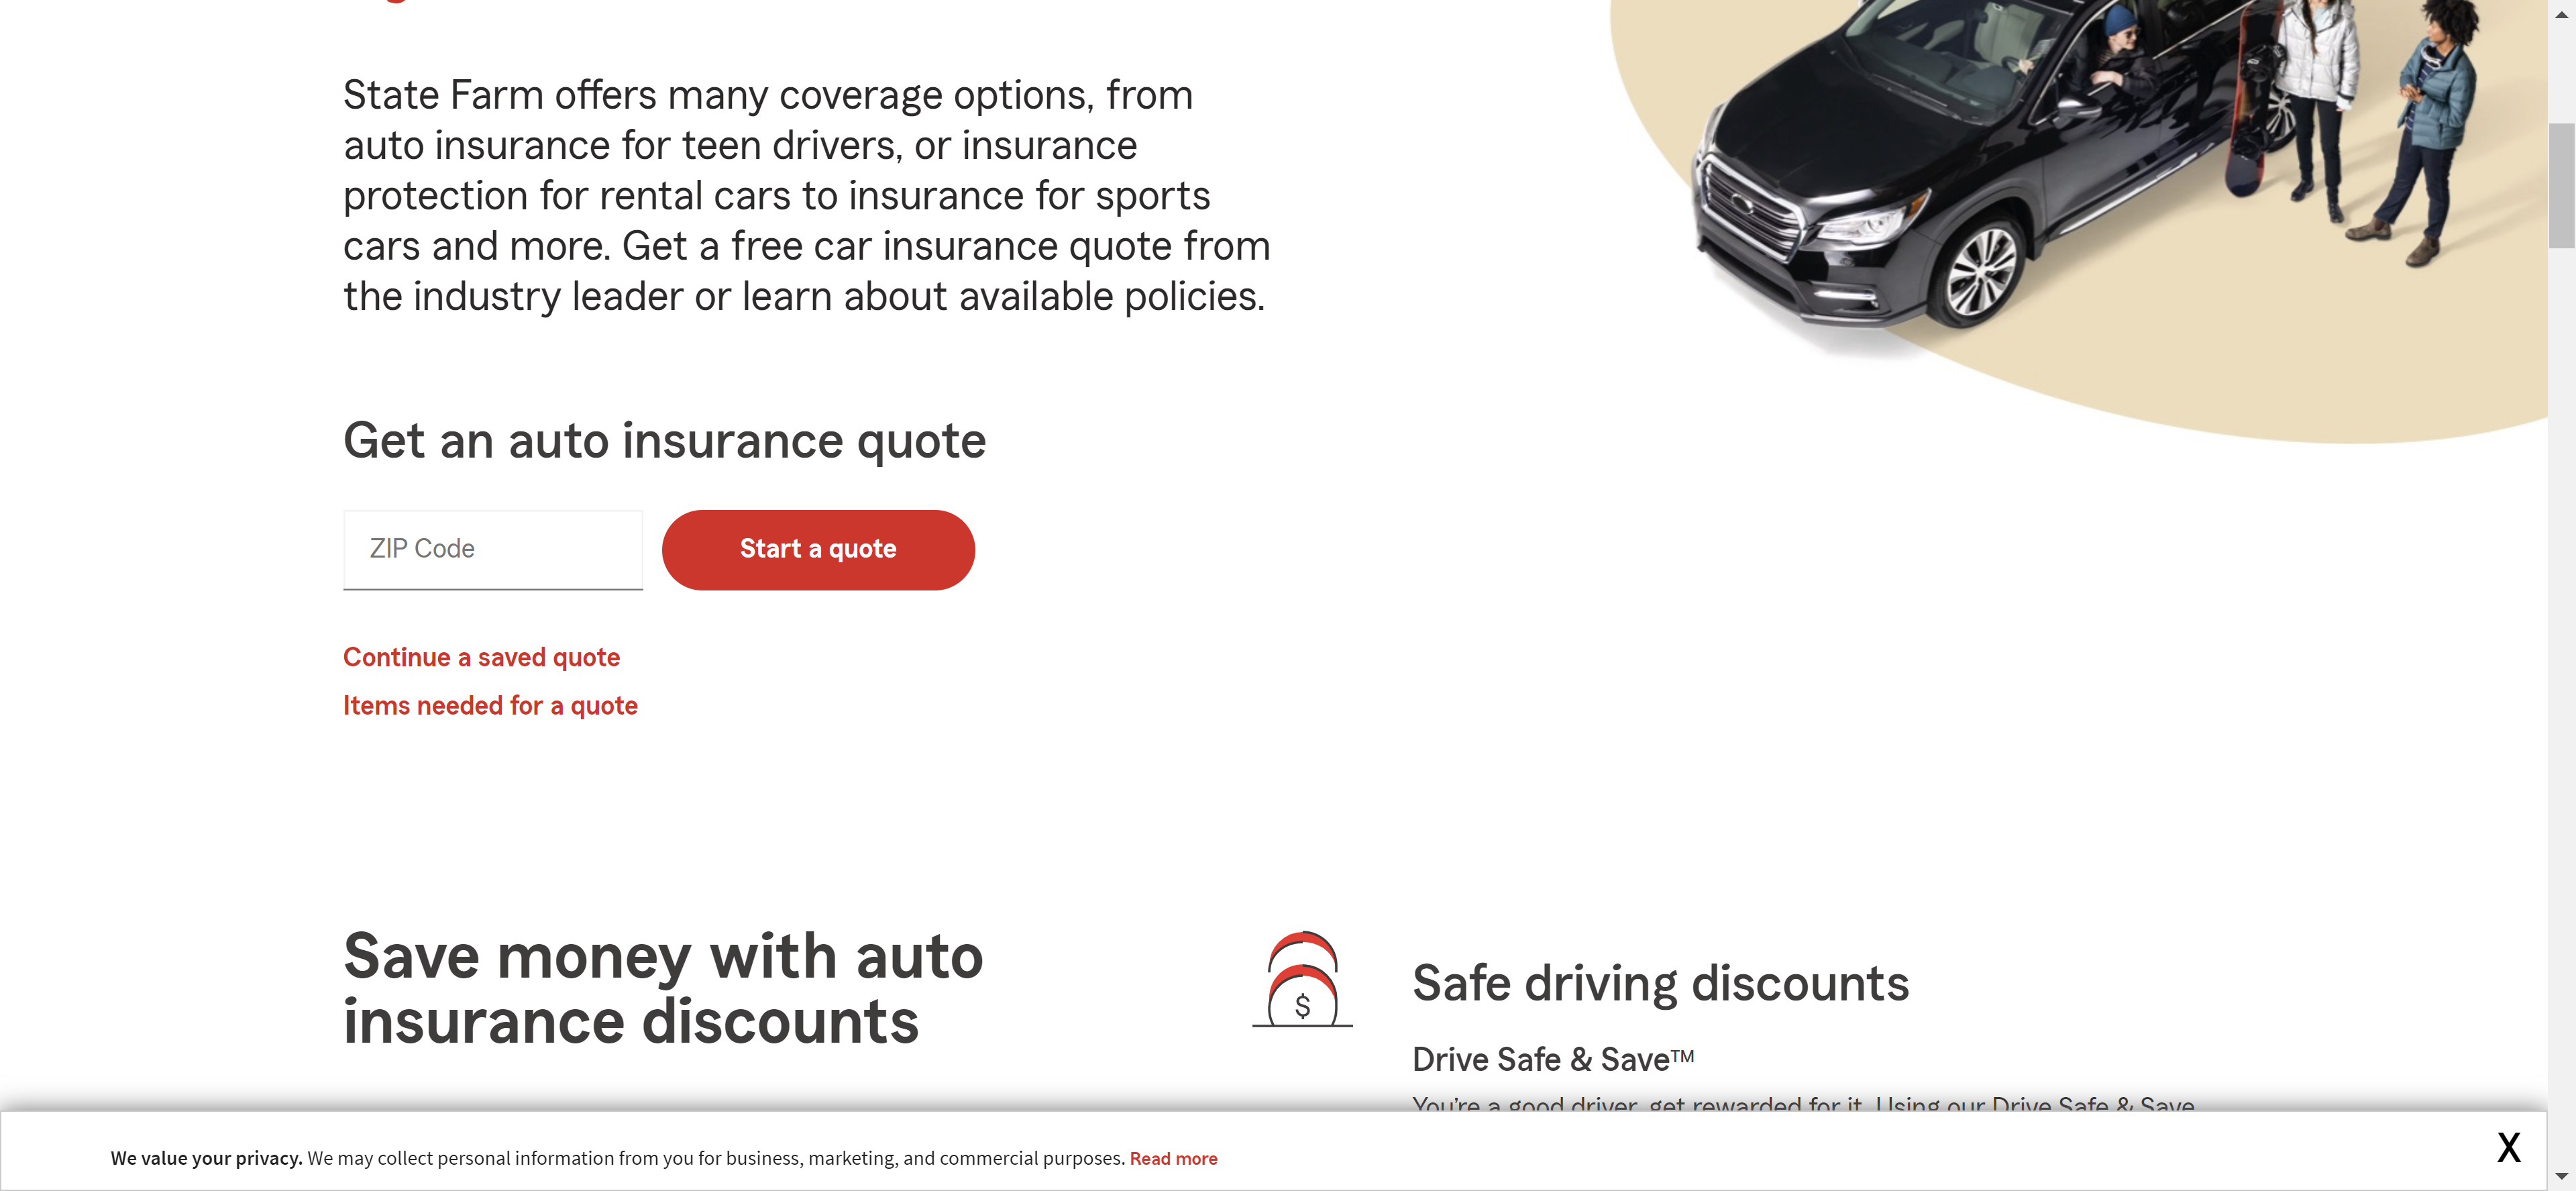 State Farm offers many coverage options, from
auto insurance for teen drivers, or insurance
protection for rental cars to insurance for sports
cars and more. Get a free car insurance quote from
the industry leader or learn about available policies.
Get an auto insurance quote
ZIP Code
Start a quote
Continue a saved quote
Items needed for a quote
Save money with auto
insurance discounts
$
Safe driving discounts
Drive Safe & Save™
You're a good driver, get rewarded for it. Using our Drive Safe & Save
We value your privacy. We may collect personal information from you for business, marketing, and commercial purposes. Read more
X